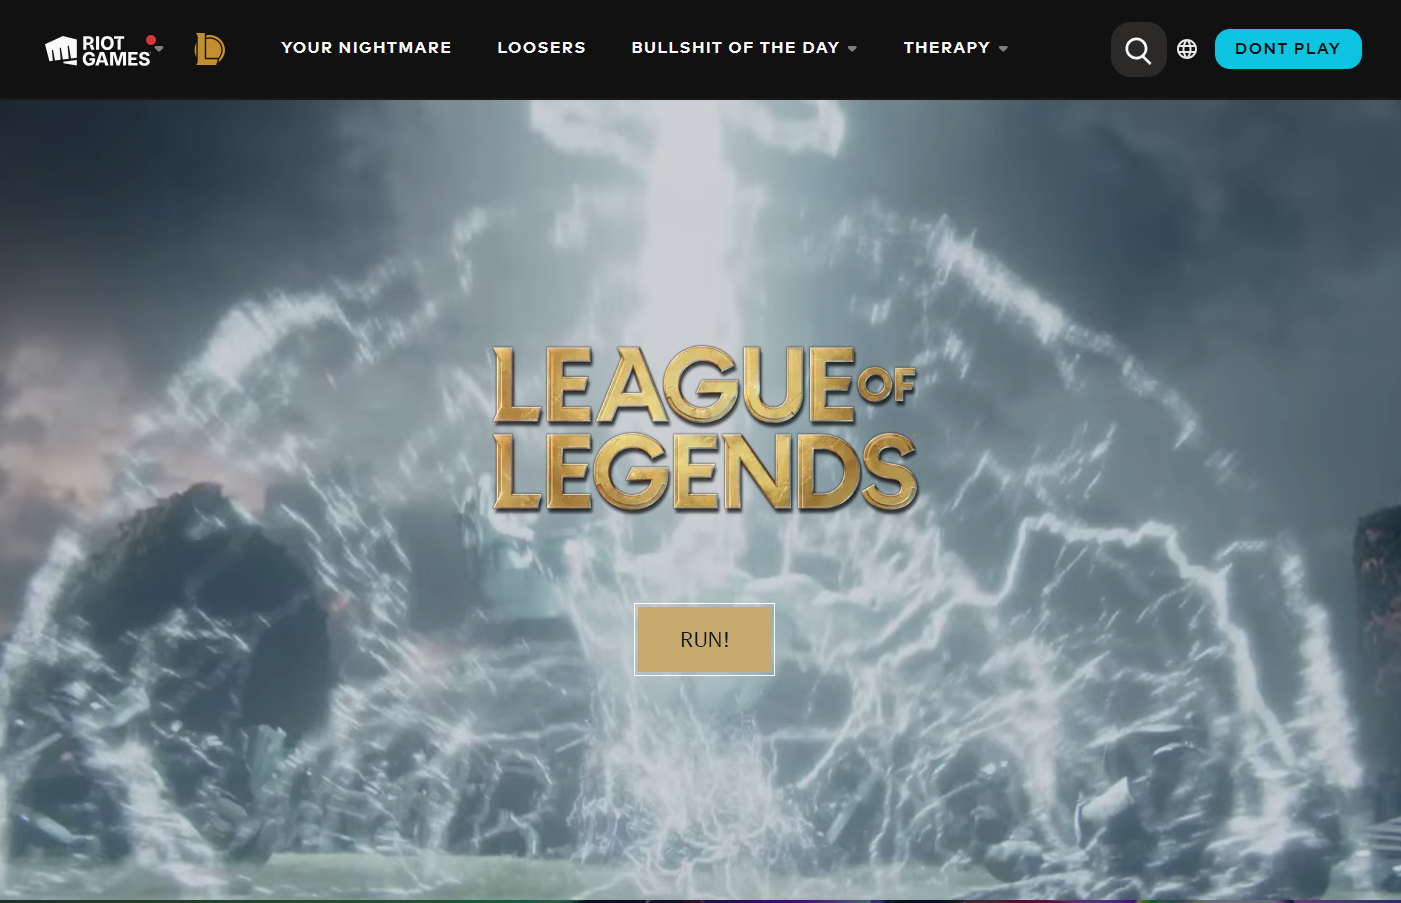 RIOT
GAMES
YOUR NIGHTMARE
LOOSERS
BULLSHIT OF THE DAY
THERAPY
DONT PLAY
LEAGUE OF
LEGENDS
RUN!